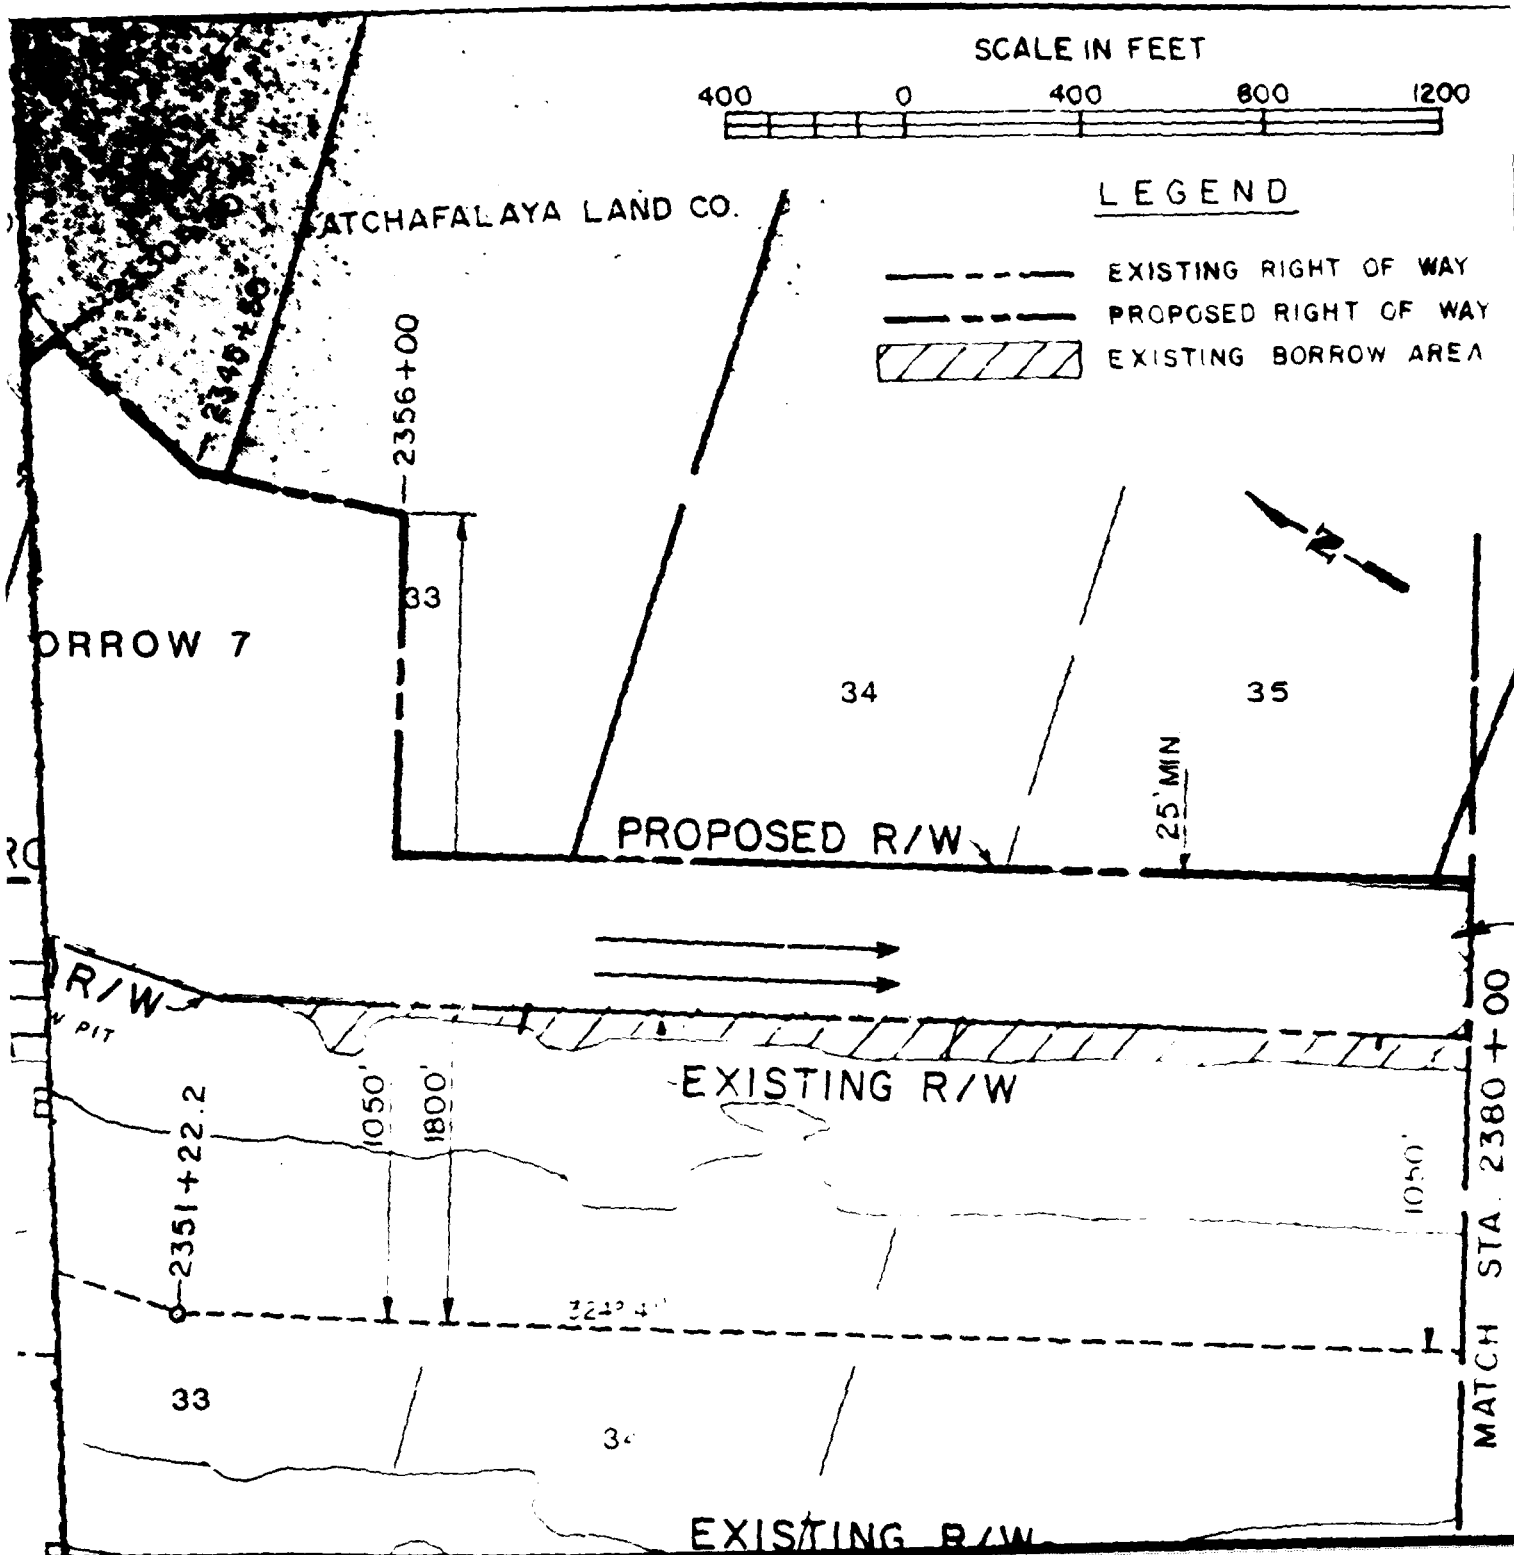 SCALE IN FEET
400 0 400 800 1200
LEGEND
EXISTING RIGHT OF WAY
PROPOSED RIGHT OF WAY
EXISTING BORROW AREA
ATCHAFALAYA LAND CO.
2356+00
N
33
ORROW 7
34
35
25' MIN
PROPOSED R/W
R/W
PIT
EXISTING R/W
1050'
1800'
2351+22.2
1050'
MATCH STA. 2380+00
33
EXISTING R/W